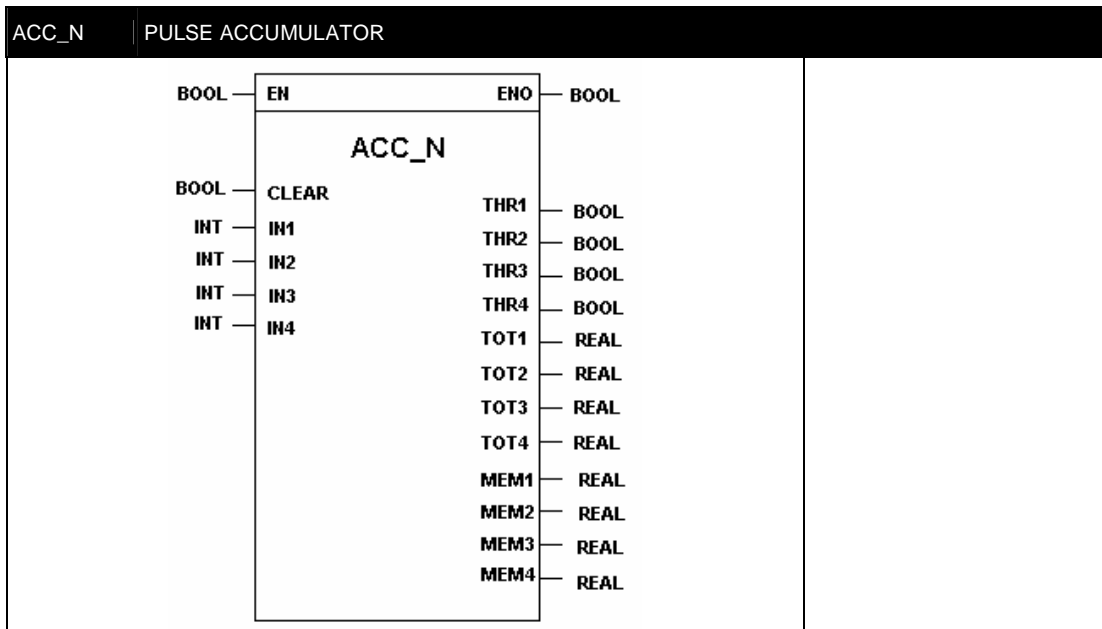 ACC_N PULSE ACCUMULATOR
BOOL EN ENO BOOL
ACC_N
BOOL CLEAR
THR1 BOOL
INT IN1
THR2 BOOL
INT IN2
THR3 BOOL
INT IN3
THR4 BOOL
INT IN4
TOT1 REAL
TOT2 REAL
TOT3 REAL
TOT4 REAL
MEM1 REAL
MEM2 REAL
MEM3 REAL
MEM4 REAL